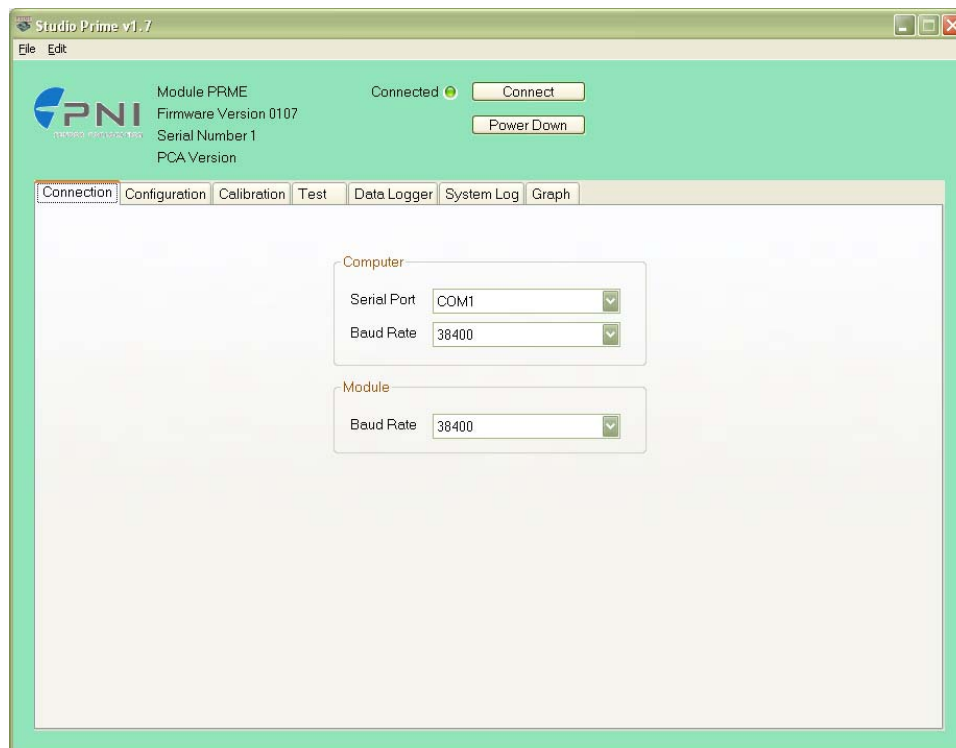 Studio Prime v1.7
File Edit
PNI
Module PRME
Firmware Version 0107
Serial Number 1
PCA Version
Connected
Connect
Power Down
Connection Configuration Calibration Test Data Logger System Log Graph
Computer
Serial Port COM1
Baud Rate 38400
Module
Baud Rate 38400